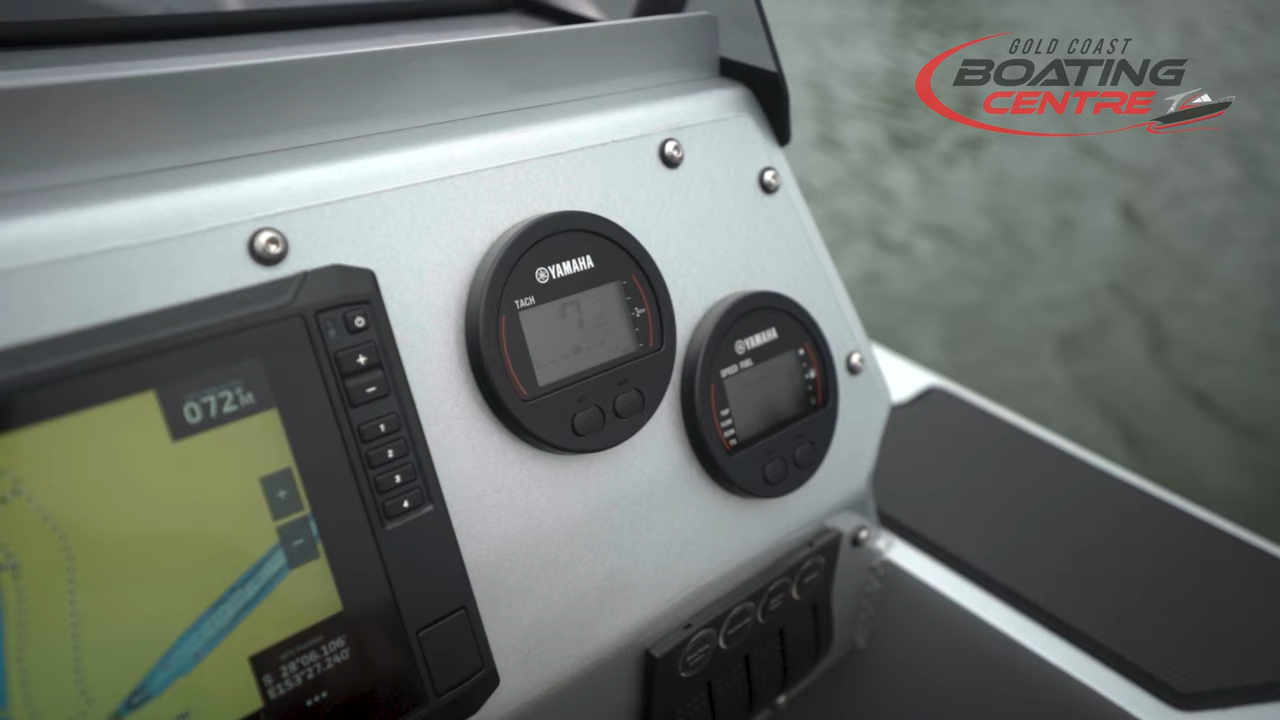 GOLD COAST
BOATING
CENTRE
YAMAHA
TACH
YAMAHA
SPEED FUEL
072°M
+
-
1
2
3
4
+
-
S 28°06.106'
E153°27.240'